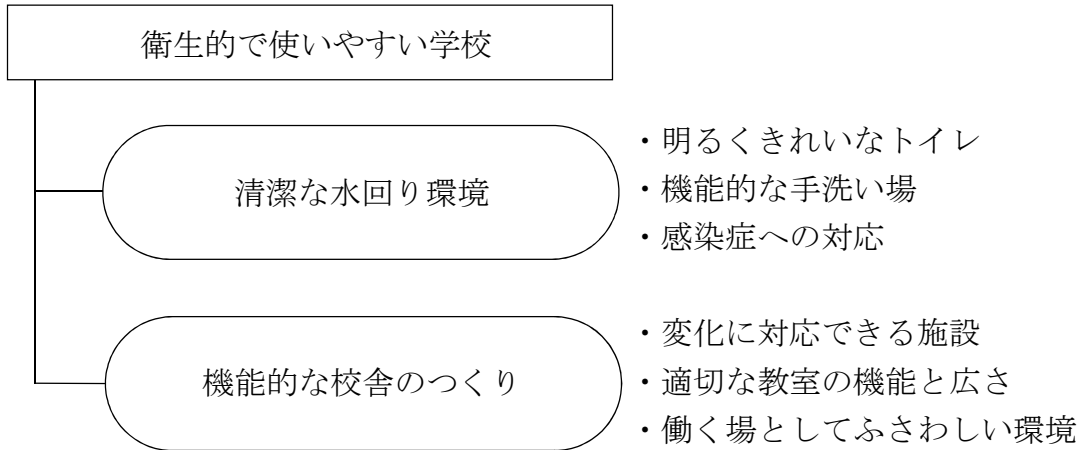 衛生的で使いやすい学校
清潔な水回り環境
・明るくきれいなトイレ
・機能的な手洗い場
・感染症への対応
機能的な校舎のつくり
・変化に対応できる施設
・適切な教室の機能と広さ
・働く場としてふさわしい環境